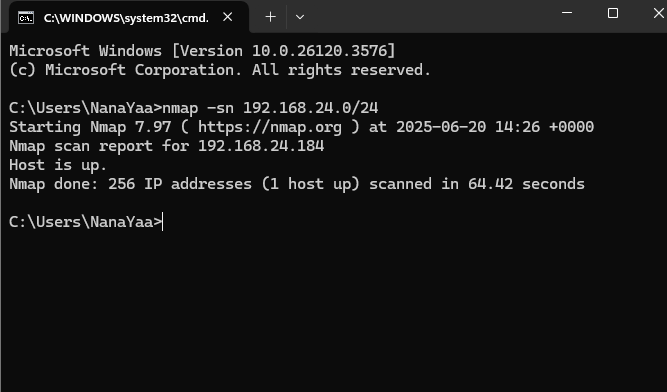 C:\WINDOWS\system32\cmd.
Microsoft Windows [Version 10.0.26120.3576]
(c) Microsoft Corporation. All rights reserved.
C:\Users\NanaYaa>nmap -sn 192.168.24.0/24
Starting Nmap 7.97 ( https://nmap.org ) at 2025-06-20 14:26 +0000
Nmap scan report for 192.168.24.184
Host is up.
Nmap done: 256 IP addresses (1 host up) scanned in 64.42 seconds
C:\Users\NanaYaa>